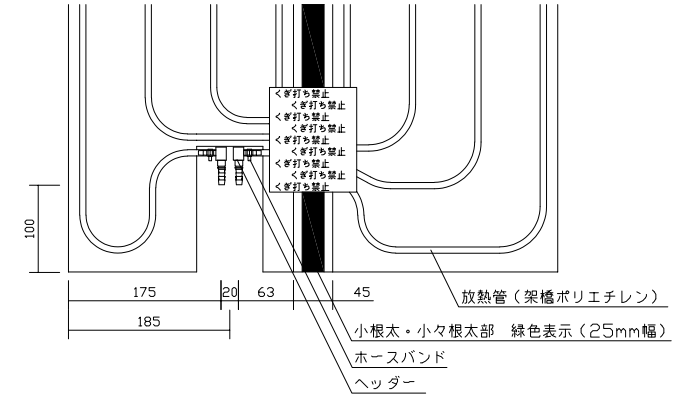 くぎ打ち禁止
くぎ打ち禁止
くぎ打ち禁止
くぎ打ち禁止
くぎ打ち禁止
くぎ打ち禁止
くぎ打ち禁止
くぎ打ち禁止
くぎ打ち禁止
100
175
20
63
45
185
放熱管（架橋ポリエチレン）
小根太・小々根太部　緑色表示（25mm幅）
ホースバンド
ヘッダー